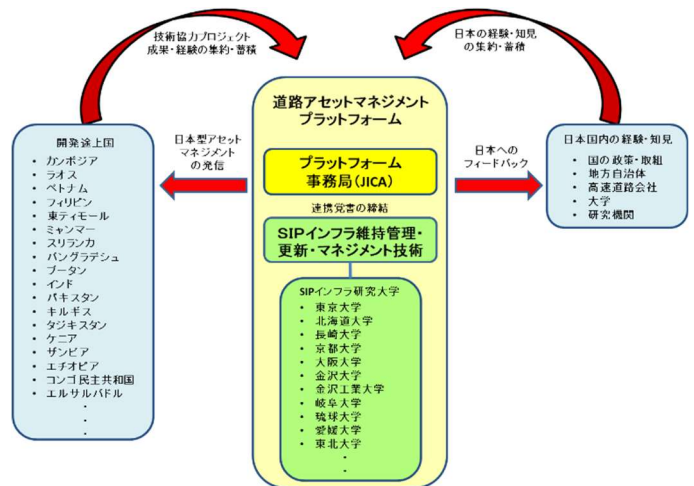 技術協力プロジェクト
成果・経験の集約・蓄積
日本の経験・知見
の集約・蓄積
道路アセットマネジメント
プラットフォーム
開発途上国
・ カンボジア
・ ラオス
・ ベトナム
・ フィリピン
・ 東ティモール
・ ミャンマー
・ スリランカ
・ バングラデシュ
・ ブータン
・ インド
・ パキスタン
・ キルギス
・ タジキスタン
・ ケニア
・ ザンビア
・ エチオピア
・ コンゴ民主共和国
・ エルサルバドル
・
・
・
日本型アセット
マネジメント
の発信
プラットフォーム
事務局(JICA)
連携覚書の締結
SIPインフラ維持管理・
更新・マネジメント技術
SIPインフラ研究大学
・ 東京大学
・ 北海道大学
・ 長崎大学
・ 京都大学
・ 大阪大学
・ 金沢大学
・ 金沢工業大学
・ 岐阜大学
・ 琉球大学
・ 愛媛大学
・ 東北大学
・
・
日本への
フィードバック
日本国内の経験・知見
・ 国の政策・取組
・ 地方自治体
・ 高速道路会社
・ 大学
・ 研究機関